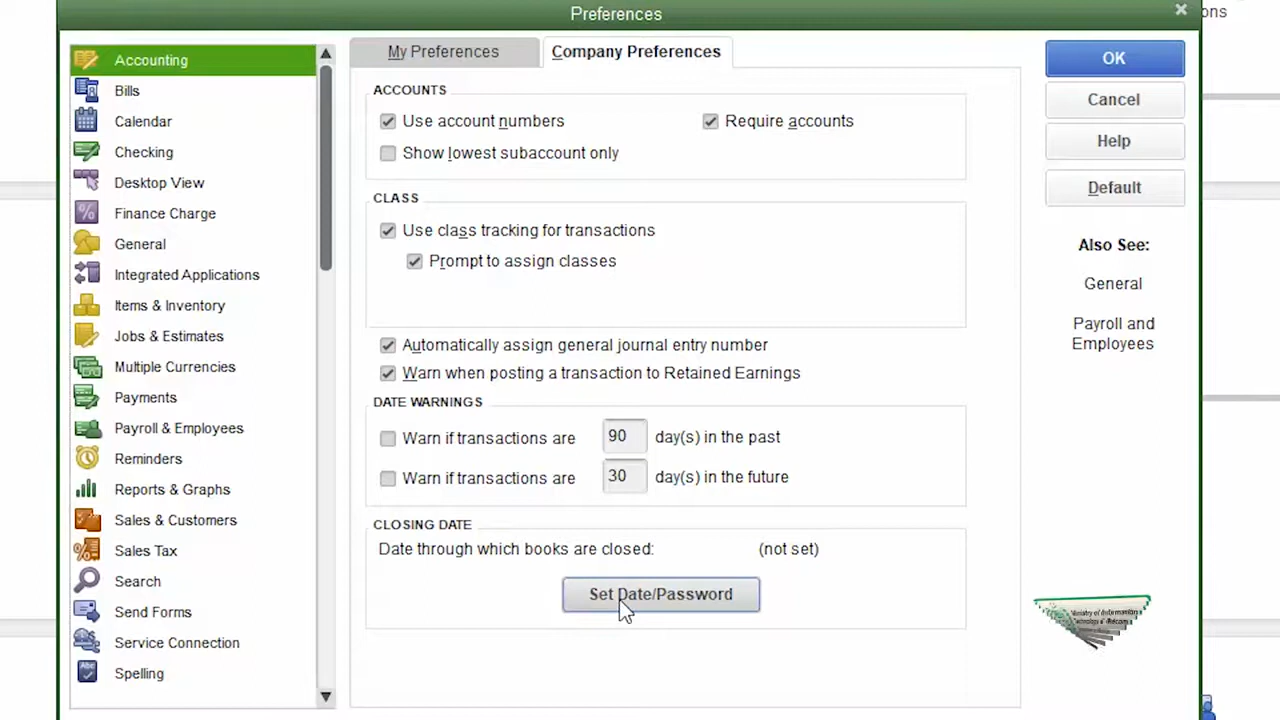 Preferences
ons
Accounting
Bills
Calendar
Checking
Desktop View
Finance Charge
General
Integrated Applications
Items & Inventory
Jobs & Estimates
Multiple Currencies
Payments
Payroll & Employees
Reminders
Reports & Graphs
Sales & Customers
Sales Tax
Search
Send Forms
Service Connection
Spelling
My Preferences
Company Preferences
ACCOUNTS
Use account numbers
Require accounts
Show lowest subaccount only
CLASS
Use class tracking for transactions
Prompt to assign classes
Automatically assign general journal entry number
Warn when posting a transaction to Retained Earnings
DATE WARNINGS
Warn if transactions are 90 day(s) in the past
Warn if transactions are 30 day(s) in the future
CLOSING DATE
Date through which books are closed: (not set)
Set Date/Password
OK
Cancel
Help
Default
Also See:
General
Payroll and
Employees
Ministry of Information